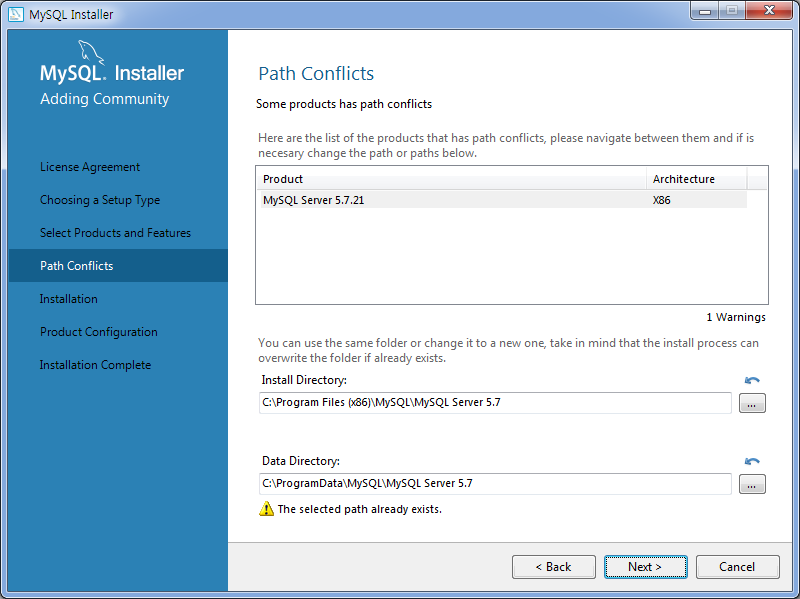 MySQL Installer
MySQL. Installer
Adding Community
License Agreement
Choosing a Setup Type
Select Products and Features
Path Conflicts
Installation
Product Configuration
Installation Complete
Path Conflicts
Some products has path conflicts
Here are the list of the products that has path conflicts, please navigate between them and if is
necesary change the path or paths below.
Product Architecture
MySQL Server 5.7.21 X86
1 Warnings
You can use the same folder or change it to a new one, take in mind that the install process can
overwrite the folder if already exists.
Install Directory:
C:\Program Files (x86)\MySQL\MySQL Server 5.7
...
Data Directory:
C:\ProgramData\MySQL\MySQL Server 5.7
...
The selected path already exists.
< Back Next > Cancel